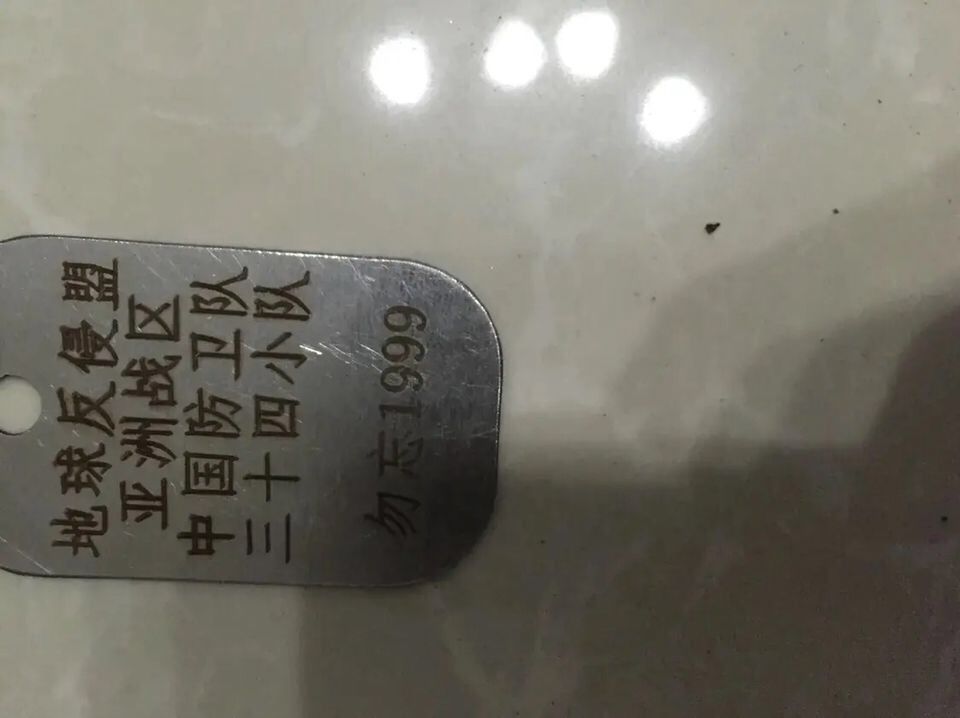 地球反侵盟
亚洲战区
中国防卫队
三十四小队
勿忘1999